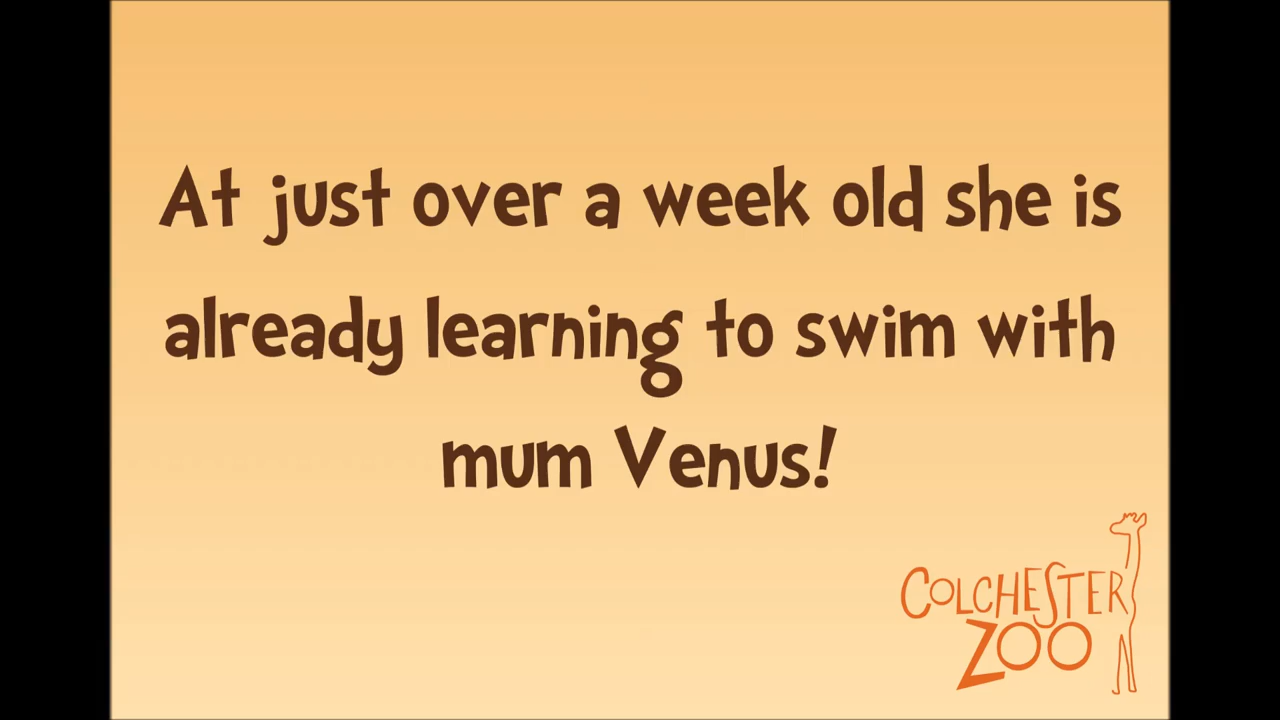 At just over a week old she is
already learning to swim with
mum Venus!
COLCHESTER
ZOO